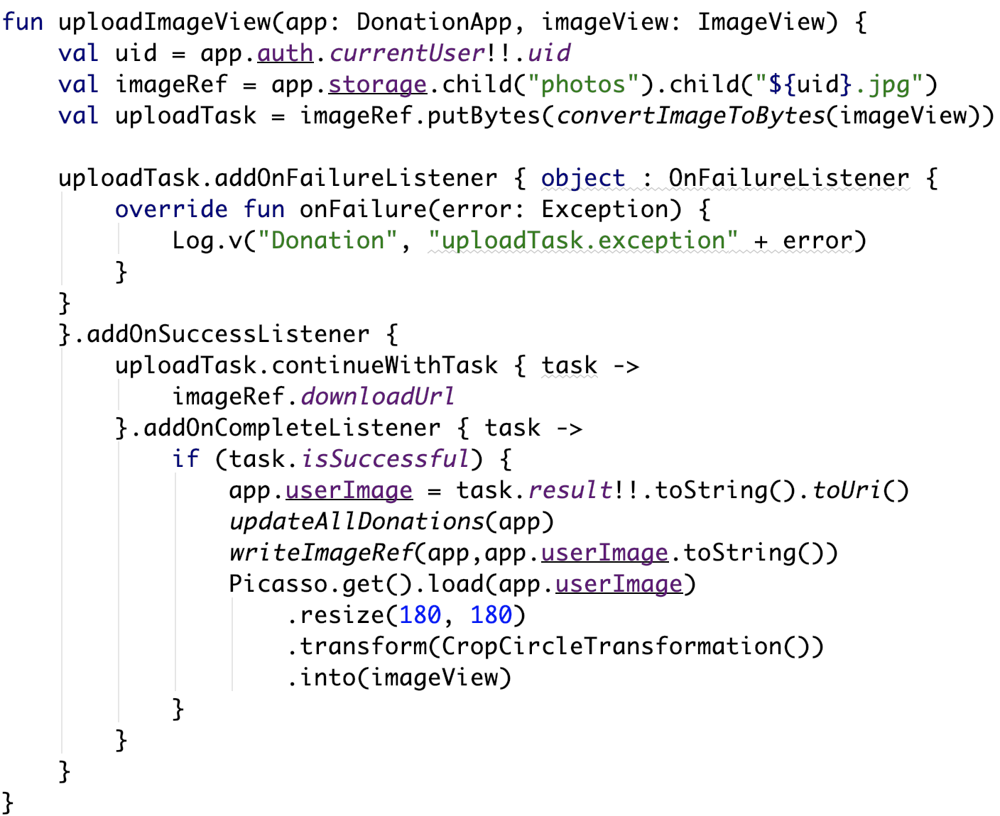 fun uploadImageView(app: DonationApp, imageView: ImageView) {
    val uid = app.auth.currentUser!!.uid
    val imageRef = app.storage.child("photos").child("${uid}.jpg")
    val uploadTask = imageRef.putBytes(convertImageToBytes(imageView))

    uploadTask.addOnFailureListener { object : OnFailureListener {
        override fun onFailure(error: Exception) {
            Log.v("Donation", "uploadTask.exception" + error)
        }
    }
    }.addOnSuccessListener {
        uploadTask.continueWithTask { task ->
            imageRef.downloadUrl
        }.addOnCompleteListener { task ->
            if (task.isSuccessful) {
                app.userImage = task.result!!.toString().toUri()
                updateAllDonations(app)
                writeImageRef(app,app.userImage.toString())
                Picasso.get().load(app.userImage)
                    .resize(180, 180)
                    .transform(CropCircleTransformation())
                    .into(imageView)
            }
        }
    }
}